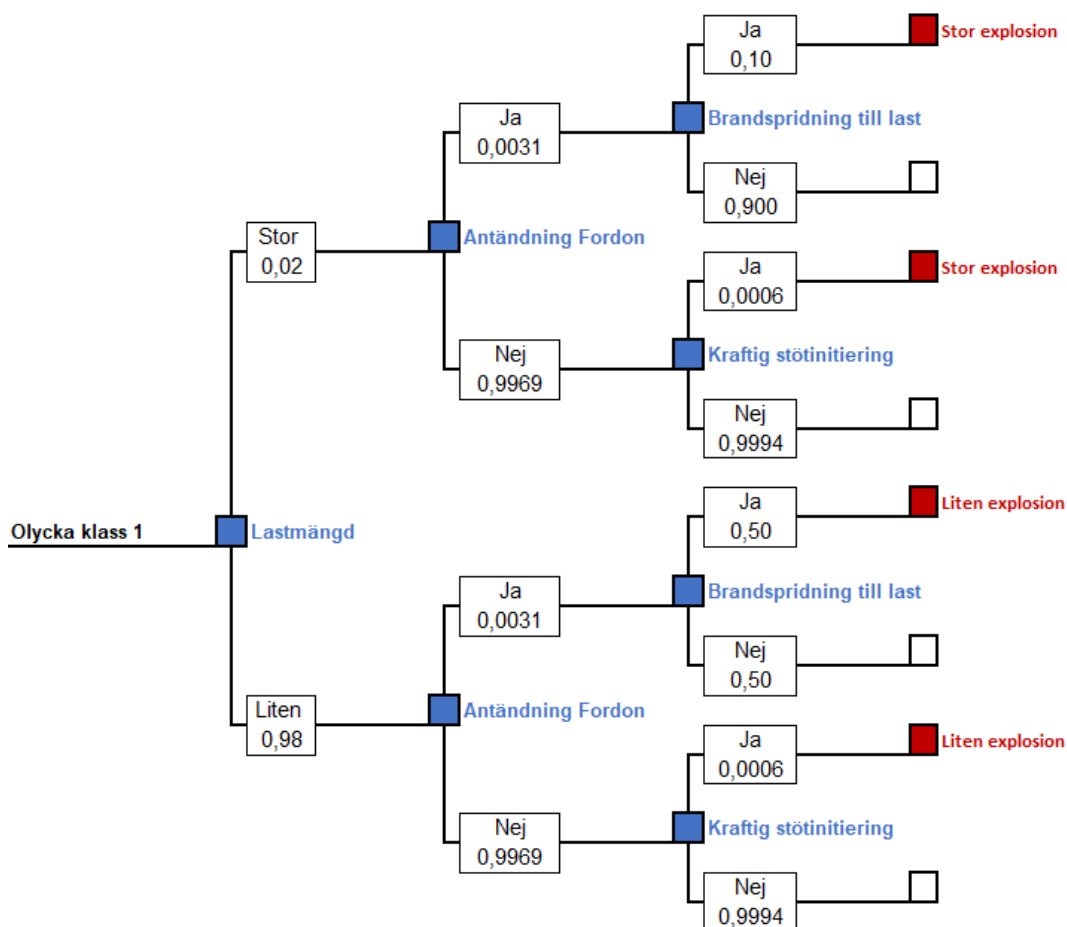 Ja
0,10
Stor explosion
Brandspridning till last
Ja
0,0031
Nej
0,900
Antändning Fordon
Stor
0,02
Ja
0,0006
Stor explosion
Kraftig stötinitiering
Nej
0,9969
Nej
0,9994
Olycka klass 1
Lastmängd
Ja
0,50
Liten explosion
Brandspridning till last
Ja
0,0031
Nej
0,50
Antändning Fordon
Liten
0,98
Ja
0,0006
Liten explosion
Kraftig stötinitiering
Nej
0,9969
Nej
0,9994